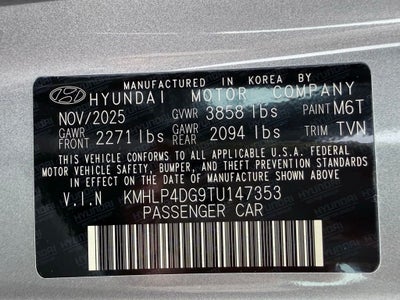 MANUFACTURED IN KOREA BY
HYUNDAI MOTOR COMPANY
NOV/2025 GVWR 3858 lbs PAINT M6T
GAWR FRONT 2271 lbs GAWR REAR 2094 lbs TRIM TVN
THIS VEHICLE CONFORMS TO ALL APPLICABLE U.S.A. FEDERAL
MOTOR VEHICLE SAFETY, BUMPER, AND THEFT PREVENTION STANDARDS
IN EFFECT ON THE DATE OF MANUFACTURE SHOWN ABOVE.
V.I.N KMHLP4DG9TU147353
PASSENGER CAR